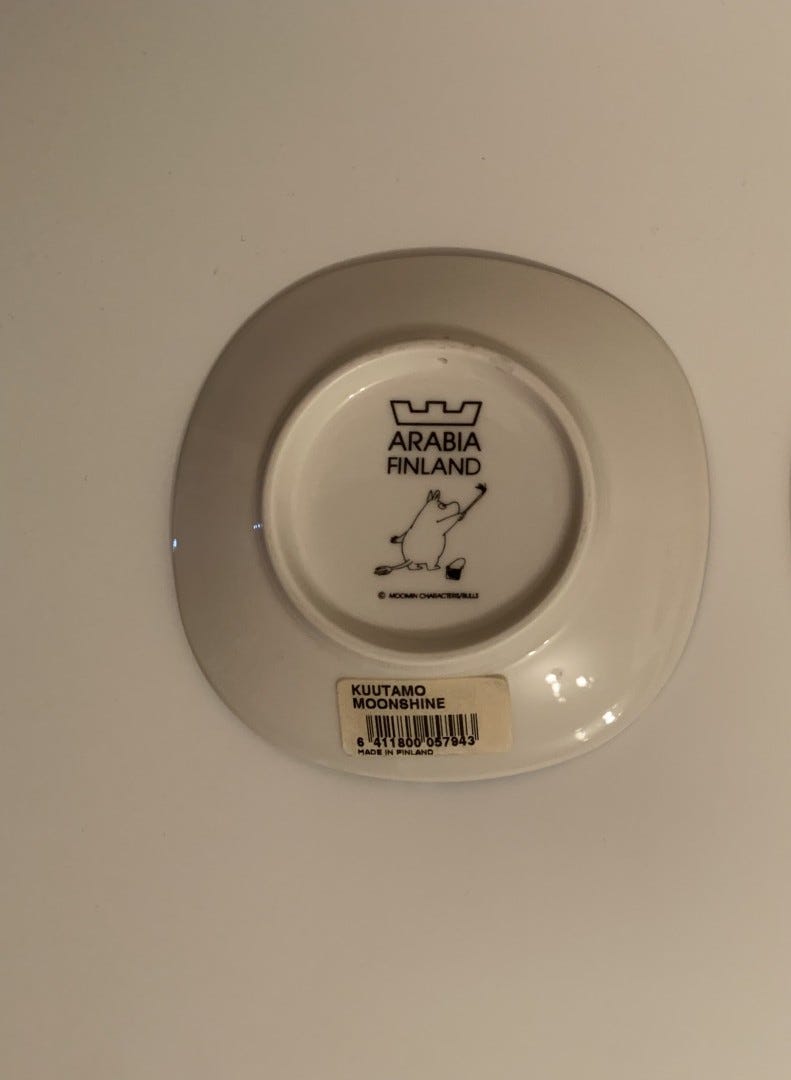 ARABIA
FINLAND
© MOOMIN CHARACTERS/BULLS
KUUTAMO
MOONSHINE
6 411800 057943
MADE IN FINLAND